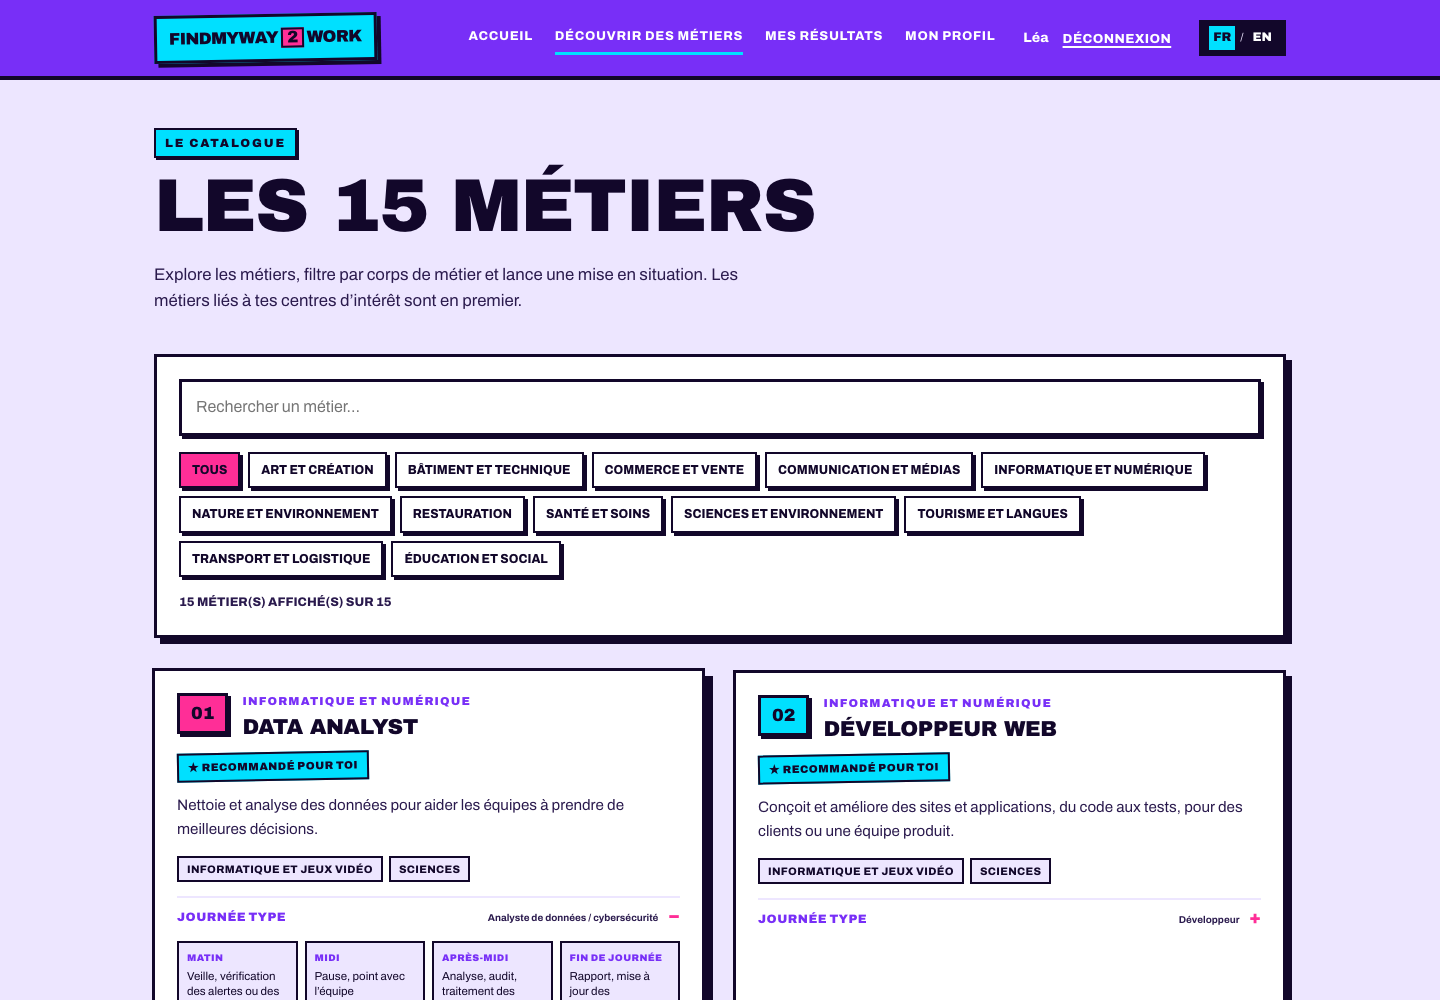 FINDMYWAY 2 WORK
ACCUEIL DÉCOUVRIR DES MÉTIERS MES RÉSULTATS MON PROFIL Léa DÉCONNEXION FR / EN
LE CATALOGUE
LES 15 MÉTIERS
Explore les métiers, filtre par corps de métier et lance une mise en situation. Les
métiers liés à tes centres d’intérêt sont en premier.
Rechercher un métier...
TOUS ART ET CRÉATION BÂTIMENT ET TECHNIQUE COMMERCE ET VENTE COMMUNICATION ET MÉDIAS INFORMATIQUE ET NUMÉRIQUE
NATURE ET ENVIRONNEMENT RESTAURATION SANTÉ ET SOINS SCIENCES ET ENVIRONNEMENT TOURISME ET LANGUES
TRANSPORT ET LOGISTIQUE ÉDUCATION ET SOCIAL
15 MÉTIER(S) AFFICHÉ(S) SUR 15
01
INFORMATIQUE ET NUMÉRIQUE
DATA ANALYST
★ RECOMMANDÉ POUR TOI
Nettoie et analyse des données pour aider les équipes à prendre de
meilleures décisions.
INFORMATIQUE ET JEUX VIDÉO SCIENCES
JOURNÉE TYPE Analyste de données / cybersécurité −
MATIN
Veille, vérification
des alertes ou des
MIDI
Pause, point avec
l’équipe
APRÈS-MIDI
Analyse, audit,
traitement des
FIN DE JOURNÉE
Rapport, mise à
jour des
02
INFORMATIQUE ET NUMÉRIQUE
DÉVELOPPEUR WEB
★ RECOMMANDÉ POUR TOI
Conçoit et améliore des sites et applications, du code aux tests, pour des
clients ou une équipe produit.
INFORMATIQUE ET JEUX VIDÉO SCIENCES
JOURNÉE TYPE Développeur +